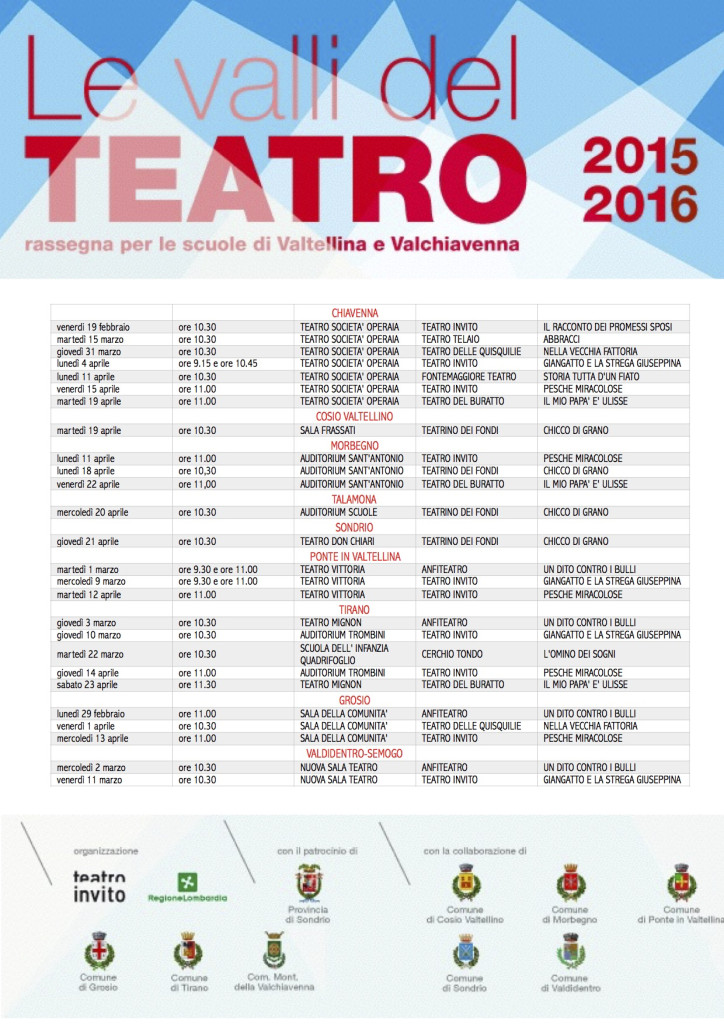 Le valli del
TEATRO
2015
2016
rassegna per le scuole di Valtellina e Valchiavenna
CHIAVENNA
venerdì 19 febbraio ore 10.30 TEATRO SOCIETA' OPERAIA TEATRO INVITO IL RACCONTO DEI PROMESSI SPOSI
martedì 15 marzo ore 10.30 TEATRO SOCIETA' OPERAIA TEATRO TELAIO ABBRACCI
giovedì 31 marzo ore 10.30 TEATRO SOCIETA' OPERAIA TEATRO DELLE QUISQUILIE NELLA VECCHIA FATTORIA
lunedì 4 aprile ore 9.15 e ore 10.45 TEATRO SOCIETA' OPERAIA TEATRO INVITO GIANGATTO E LA STREGA GIUSEPPINA
lunedì 11 aprile ore 10.30 TEATRO SOCIETA' OPERAIA FONTEMAGGIORE TEATRO STORIA TUTTA D'UN FIATO
venerdì 15 aprile ore 11.00 TEATRO SOCIETA' OPERAIA TEATRO INVITO PESCHE MIRACOLOSE
martedì 19 aprile ore 11.00 TEATRO SOCIETA' OPERAIA TEATRO DEL BURATTO IL MIO PAPA' E' ULISSE
COSIO VALTELLINO
martedì 19 aprile ore 10.30 SALA FRASSATI TEATRINO DEI FONDI CHICCO DI GRANO
MORBEGNO
lunedì 11 aprile ore 11.00 AUDITORIUM SANT'ANTONIO TEATRO INVITO PESCHE MIRACOLOSE
lunedì 18 aprile ore 10,30 AUDITORIUM SANT'ANTONIO TEATRINO DEI FONDI CHICCO DI GRANO
venerdì 22 aprile ore 11,00 AUDITORIUM SANT'ANTONIO TEATRO DEL BURATTO IL MIO PAPA' E' ULISSE
TALAMONA
mercoledì 20 aprile ore 10.30 AUDITORIUM SCUOLE TEATRINO DEI FONDI CHICCO DI GRANO
SONDRIO
giovedì 21 aprile ore 10.30 TEATRO DON CHIARI TEATRINO DEI FONDI CHICCO DI GRANO
PONTE IN VALTELLINA
martedì 1 marzo ore 9.30 e ore 11.00 TEATRO VITTORIA ANFITEATRO UN DITO CONTRO I BULLI
mercoledì 9 marzo ore 9.30 e ore 11.00 TEATRO VITTORIA TEATRO INVITO GIANGATTO E LA STREGA GIUSEPPINA
martedì 12 aprile ore 11.00 TEATRO VITTORIA TEATRO INVITO PESCHE MIRACOLOSE
TIRANO
giovedì 3 marzo ore 10.30 TEATRO MIGNON ANFITEATRO UN DITO CONTRO I BULLI
giovedì 10 marzo ore 10.30 AUDITORIUM TROMBINI TEATRO INVITO GIANGATTO E LA STREGA GIUSEPPINA
martedì 22 marzo ore 10.30 SCUOLA DELL' INFANZIA QUADRIFOGLIO CERCHIO TONDO L'OMINO DEI SOGNI
giovedì 14 aprile ore 11.00 AUDITORIUM TROMBINI TEATRO INVITO PESCHE MIRACOLOSE
sabato 23 aprile ore 11.30 TEATRO MIGNON TEATRO DEL BURATTO IL MIO PAPA' E' ULISSE
GROSIO
lunedì 29 febbraio ore 11.00 SALA DELLA COMUNITA' ANFITEATRO UN DITO CONTRO I BULLI
venerdì 1 aprile ore 10.30 SALA DELLA COMUNITA' TEATRO DELLE QUISQUILIE NELLA VECCHIA FATTORIA
mercoledì 13 aprile ore 11.00 SALA DELLA COMUNITA' TEATRO INVITO PESCHE MIRACOLOSE
VALDIDENTRO-SEMOGO
mercoledì 2 marzo ore 10.30 NUOVA SALA TEATRO ANFITEATRO UN DITO CONTRO I BULLI
venerdì 11 marzo ore 10.30 NUOVA SALA TEATRO TEATRO INVITO GIANGATTO E LA STREGA GIUSEPPINA
organizzazione
teatro
invito
RegioneLombardia
con il patrocinio di
Provincia
di Sondrio
con la collaborazione di
Comune
di Cosio Valtellino
Comune
di Morbegno
Comune
di Ponte in Valtellina
Comune
di Grosio
Comune
di Tirano
Com. Mont.
della Valchiavenna
Comune
di Sondrio
Comune
di Valdidentro